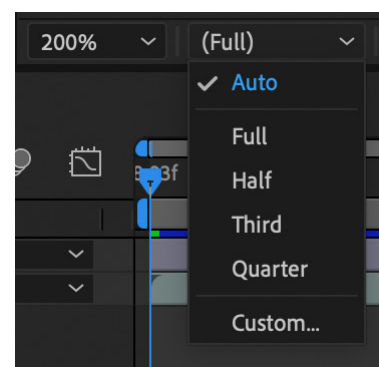 200% (Full)
Auto
Full
Half
Third
Quarter
Custom...